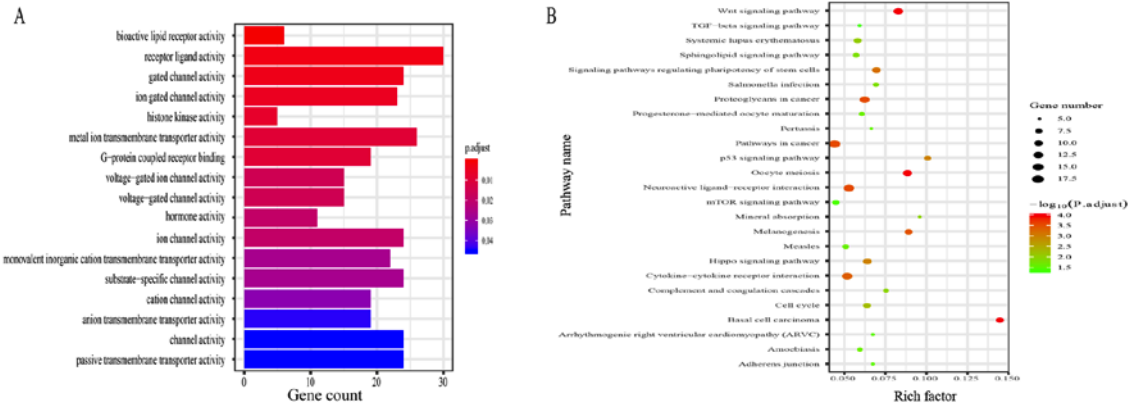 A
bioactive lipid receptor activity
receptor ligand activity
gated channel activity
ion gated channel activity
histone kinase activity
metal ion transmembrane transporter activity
G-protein coupled receptor binding
voltage-gated ion channel activity
voltage-gated channel activity
hormone activity
ion channel activity
monovalent inorganic cation transmembrane transporter activity
substrate-specific channel activity
cation channel activity
anion transmembrane transporter activity
channel activity
passive transmembrane transporter activity
0 10 20 30
Gene count
p.adjust
0.01
0.02
0.03
0.04
B
Pathway name
Wnt signaling pathway
TGF-beta signaling pathway
Systemic lupus erythematosus
Sphingolipid signaling pathway
Signaling pathways regulating pluripotency of stem cells
Salmonella infection
Proteoglycans in cancer
Progesterone-mediated oocyte maturation
Pertussis
Pathways in cancer
p53 signaling pathway
Oocyte meiosis
Neuroactive ligand-receptor interaction
mTOR signaling pathway
Mineral absorption
Melanogenesis
Measles
Hippo signaling pathway
Cytokine-cytokine receptor interaction
Complement and coagulation cascades
Cell cycle
Basal cell carcinoma
Arrhythmogenic right ventricular cardiomyopathy (ARVC)
Amoebiasis
Adherens junction
0.050 0.075 0.100 0.125 0.150
Rich factor
Gene number
5.0
7.5
10.0
12.5
15.0
17.5
-log10(P.adjust)
4.0
3.5
3.0
2.5
2.0
1.5